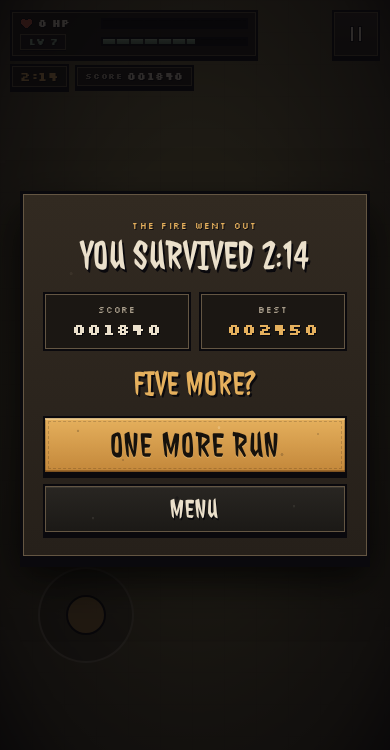 0 HP
LV 7
2:14
SCORE 001840
THE FIRE WENT OUT
YOU SURVIVED 2:14
SCORE
001840
BEST
002450
FIVE MORE?
ONE MORE RUN
MENU